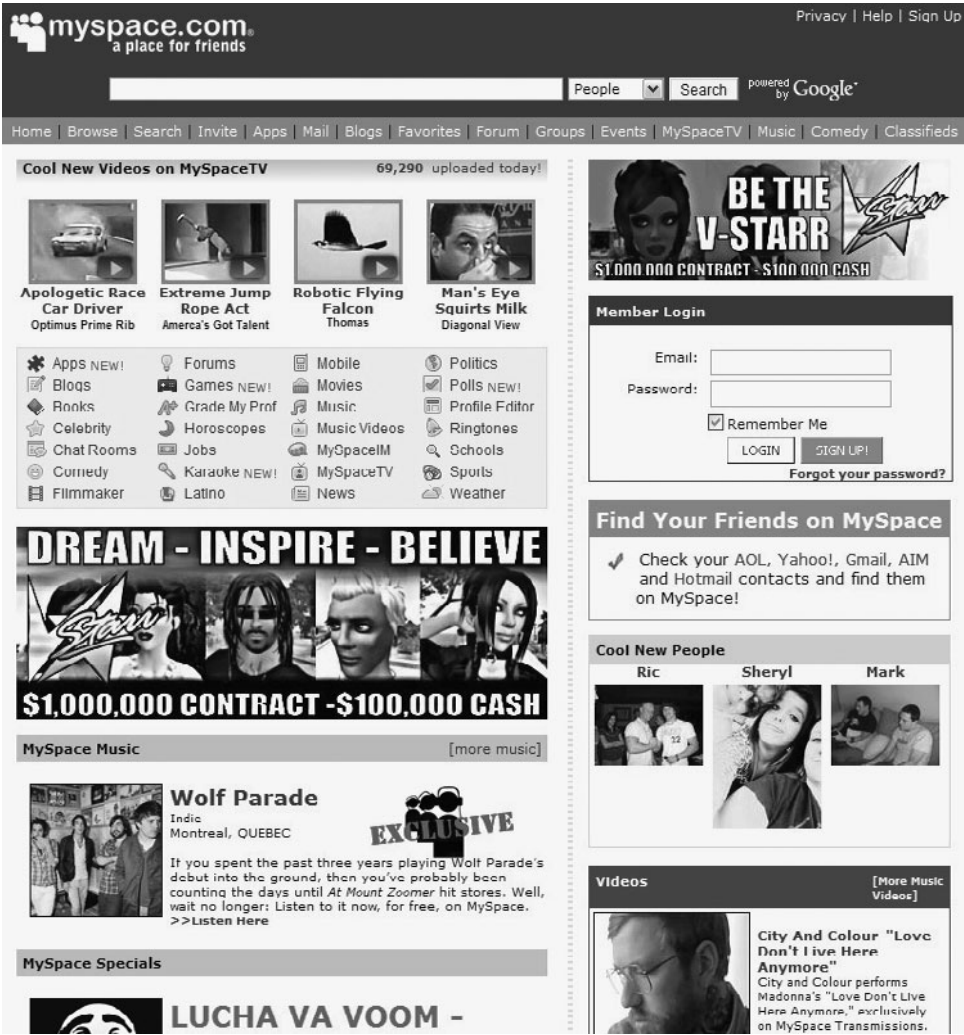 myspace.com®
a place for friends
Privacy | Help | Sign Up
People Search powered by Google™
Home | Browse | Search | Invite | Apps | Mail | Blogs | Favorites | Forum | Groups | Events | MySpaceTV | Music | Comedy | Classifieds
Cool New Videos on MySpaceTV 69,290 uploaded today!
Apologetic Race Car Driver
Optimus Prime Rib
Extreme Jump Rope Act
Amerca's Got Talent
Robotic Flying Falcon
Thomas
Man's Eye Squirts Milk
Diagonal View
Apps NEW! Forums Mobile Politics
Blogs Games NEW! Movies Polls NEW!
Books Grade My Prof Music Profile Editor
Celebrity Horoscopes Music Videos Ringtones
Chat Rooms Jobs MySpaceIM Schools
Comedy Karaoke NEW! MySpaceTV Sports
Filmmaker Latino News Weather
DREAM - INSPIRE - BELIEVE
Starr
$1,000,000 CONTRACT -$100,000 CASH
MySpace Music [more music]
Wolf Parade
Indie
Montreal, QUEBEC
EXCLUSIVE
If you spent the past three years playing Wolf Parade's
debut into the ground, then you've probably been
counting the days until At Mount Zoomer hit stores. Well,
wait no longer: Listen to it now, for free, on MySpace.
>>Listen Here
MySpace Specials
LUCHA VA VOOM -
BE THE
V-STARR
Starr
$1,000,000 CONTRACT - $100,000 CASH
Member Login
Email:
Password:
Remember Me
LOGIN SIGN UP!
Forgot your password?
Find Your Friends on MySpace
Check your AOL, Yahoo!, Gmail, AIM
and Hotmail contacts and find them
on MySpace!
Cool New People
Ric Sheryl Mark
22
Videos [More Music
Videos]
City And Colour "Love
Don't Live Here
Anymore"
City and Colour performs
Madonna's "Love Don't Live
Here Anymore," exclusively
on MySpace Transmissions.